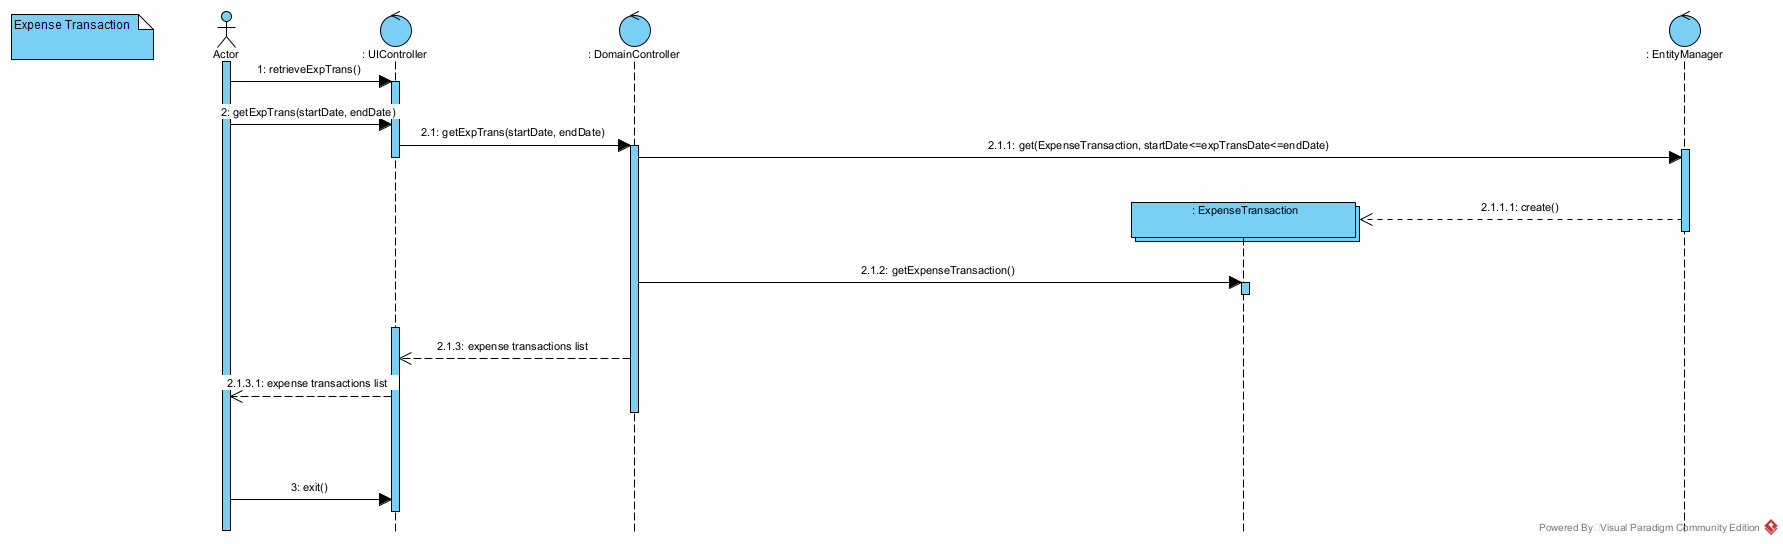 Expense Transaction
Actor
: UIController
: DomainController
: EntityManager
1: retrieveExpTrans()
2: getExpTrans(startDate, endDate)
2.1: getExpTrans(startDate, endDate)
2.1.1: get(ExpenseTransaction, startDate<=expTransDate<=endDate)
: ExpenseTransaction
2.1.1.1: create()
2.1.2: getExpenseTransaction()
2.1.3: expense transactions list
2.1.3.1: expense transactions list
3: exit()
Powered By Visual Paradigm Community Edition